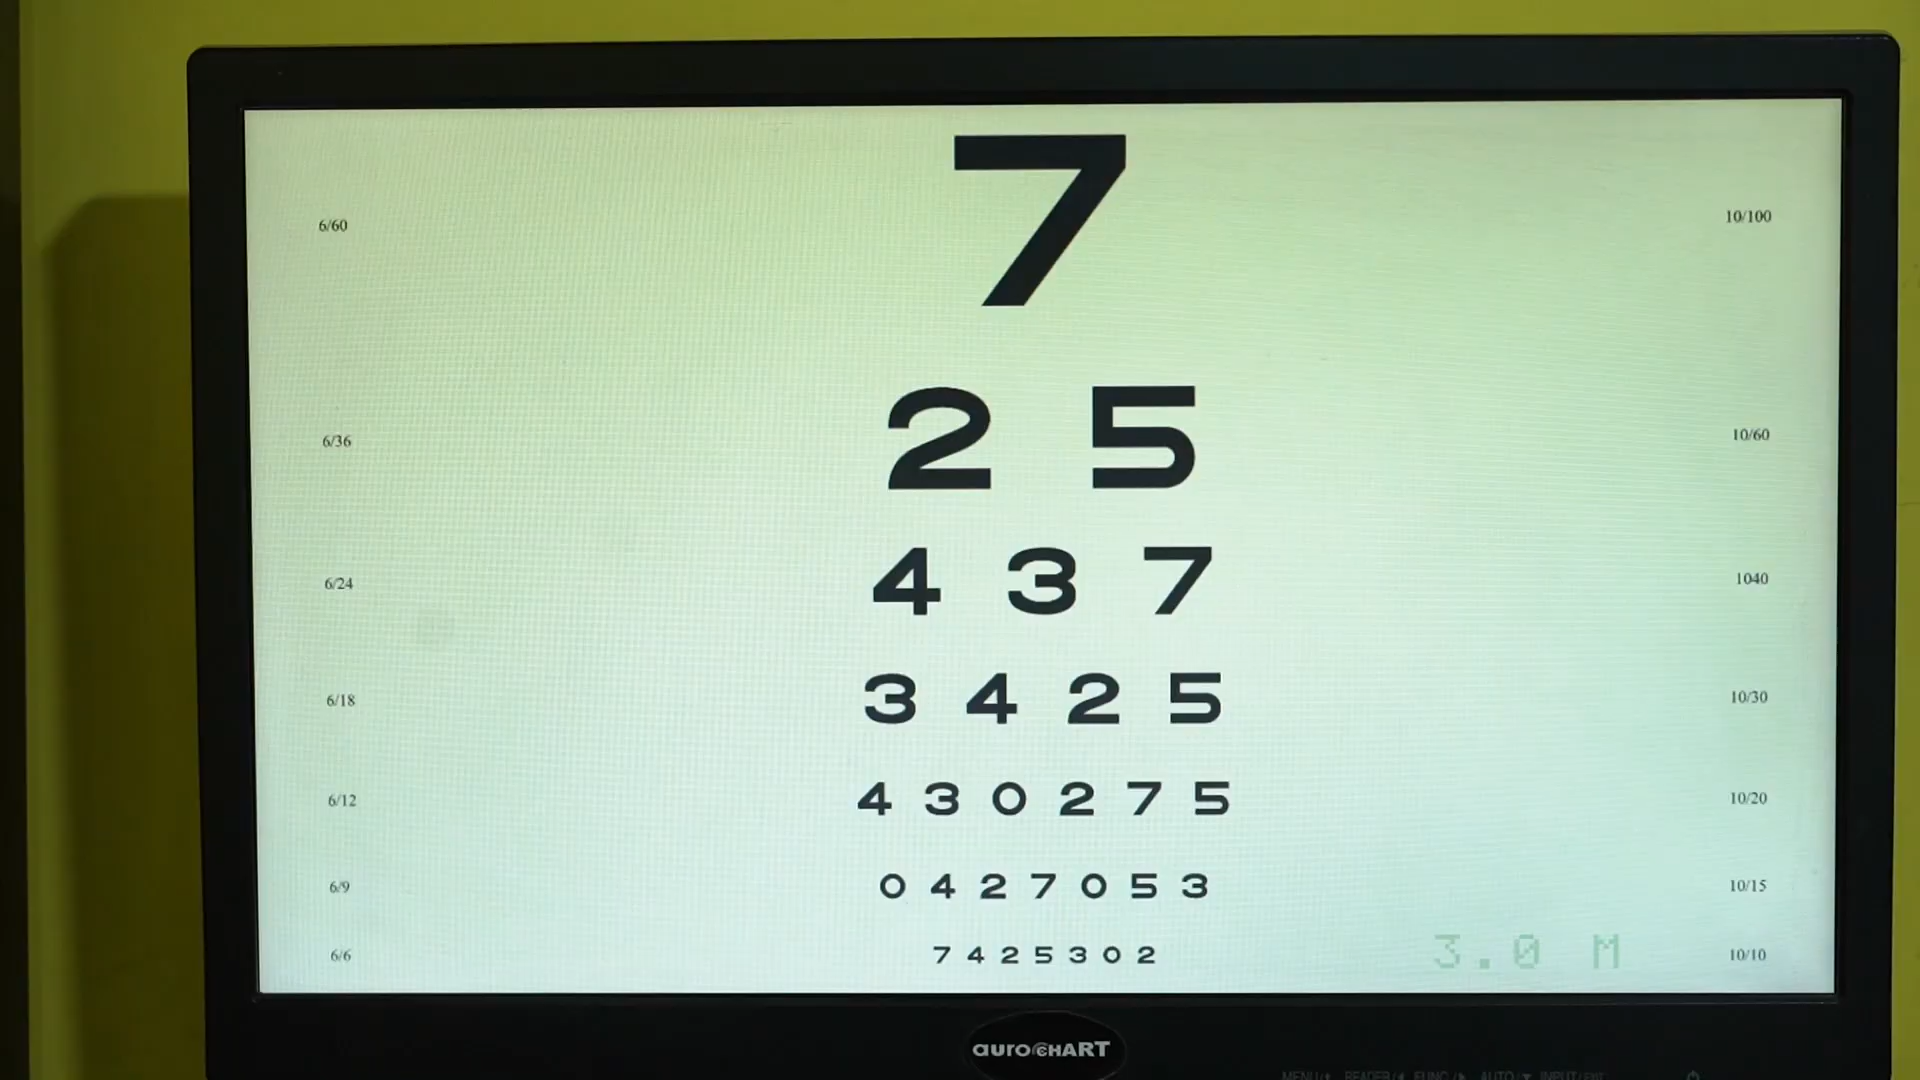 6/60 7 10/100
6/36 2 5 10/60
6/24 4 3 7 1040
6/18 3 4 2 5 10/30
6/12 4 3 0 2 7 5 10/20
6/9 0 4 2 7 0 5 3 10/15
6/6 7 4 2 5 3 0 2 3.0 M 10/10
auroCHART